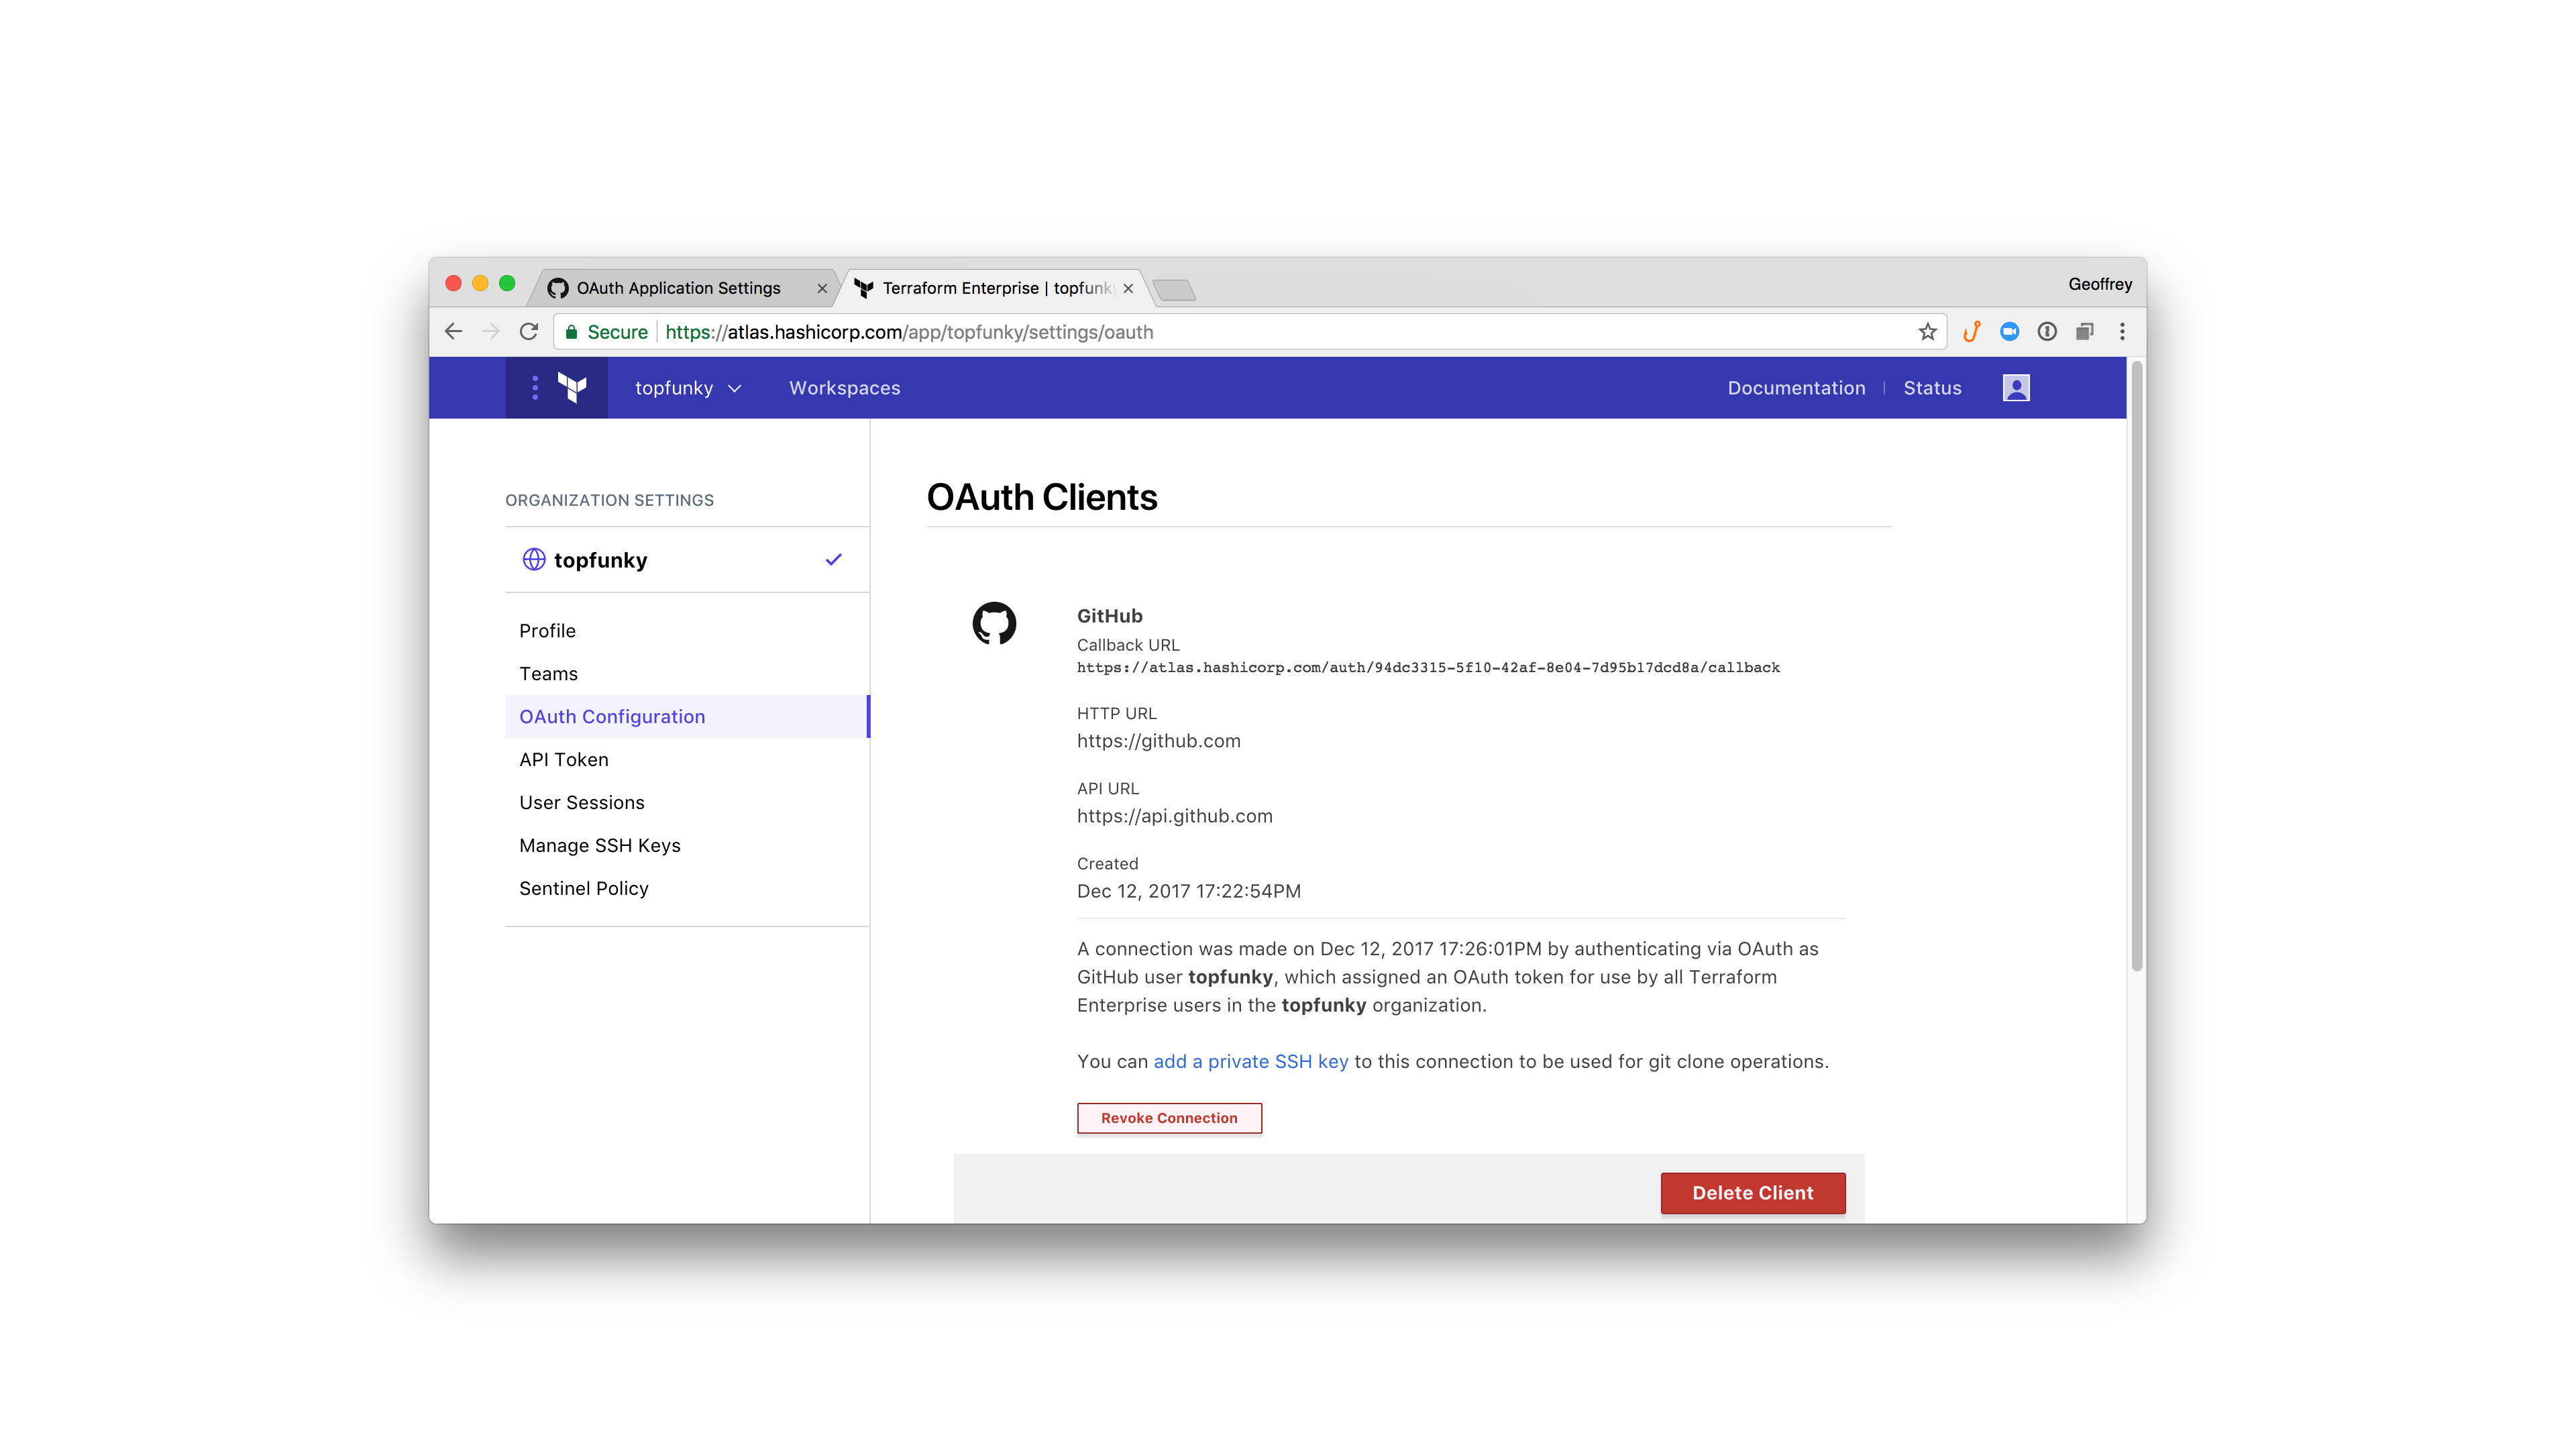 OAuth Application Settings
Terraform Enterprise | topfunk
Geoffrey
Secure
https://atlas.hashicorp.com/app/topfunky/settings/oauth
topfunky
Workspaces
Documentation
Status
ORGANIZATION SETTINGS
topfunky
Profile
Teams
OAuth Configuration
API Token
User Sessions
Manage SSH Keys
Sentinel Policy
OAuth Clients
GitHub
Callback URL
https://atlas.hashicorp.com/auth/94dc3315-5f10-42af-8e04-7d95b17dcd8a/callback
HTTP URL
https://github.com
API URL
https://api.github.com
Created
Dec 12, 2017 17:22:54PM
A connection was made on Dec 12, 2017 17:26:01PM by authenticating via OAuth as
GitHub user topfunky, which assigned an OAuth token for use by all Terraform
Enterprise users in the topfunky organization.
You can add a private SSH key to this connection to be used for git clone operations.
Revoke Connection
Delete Client